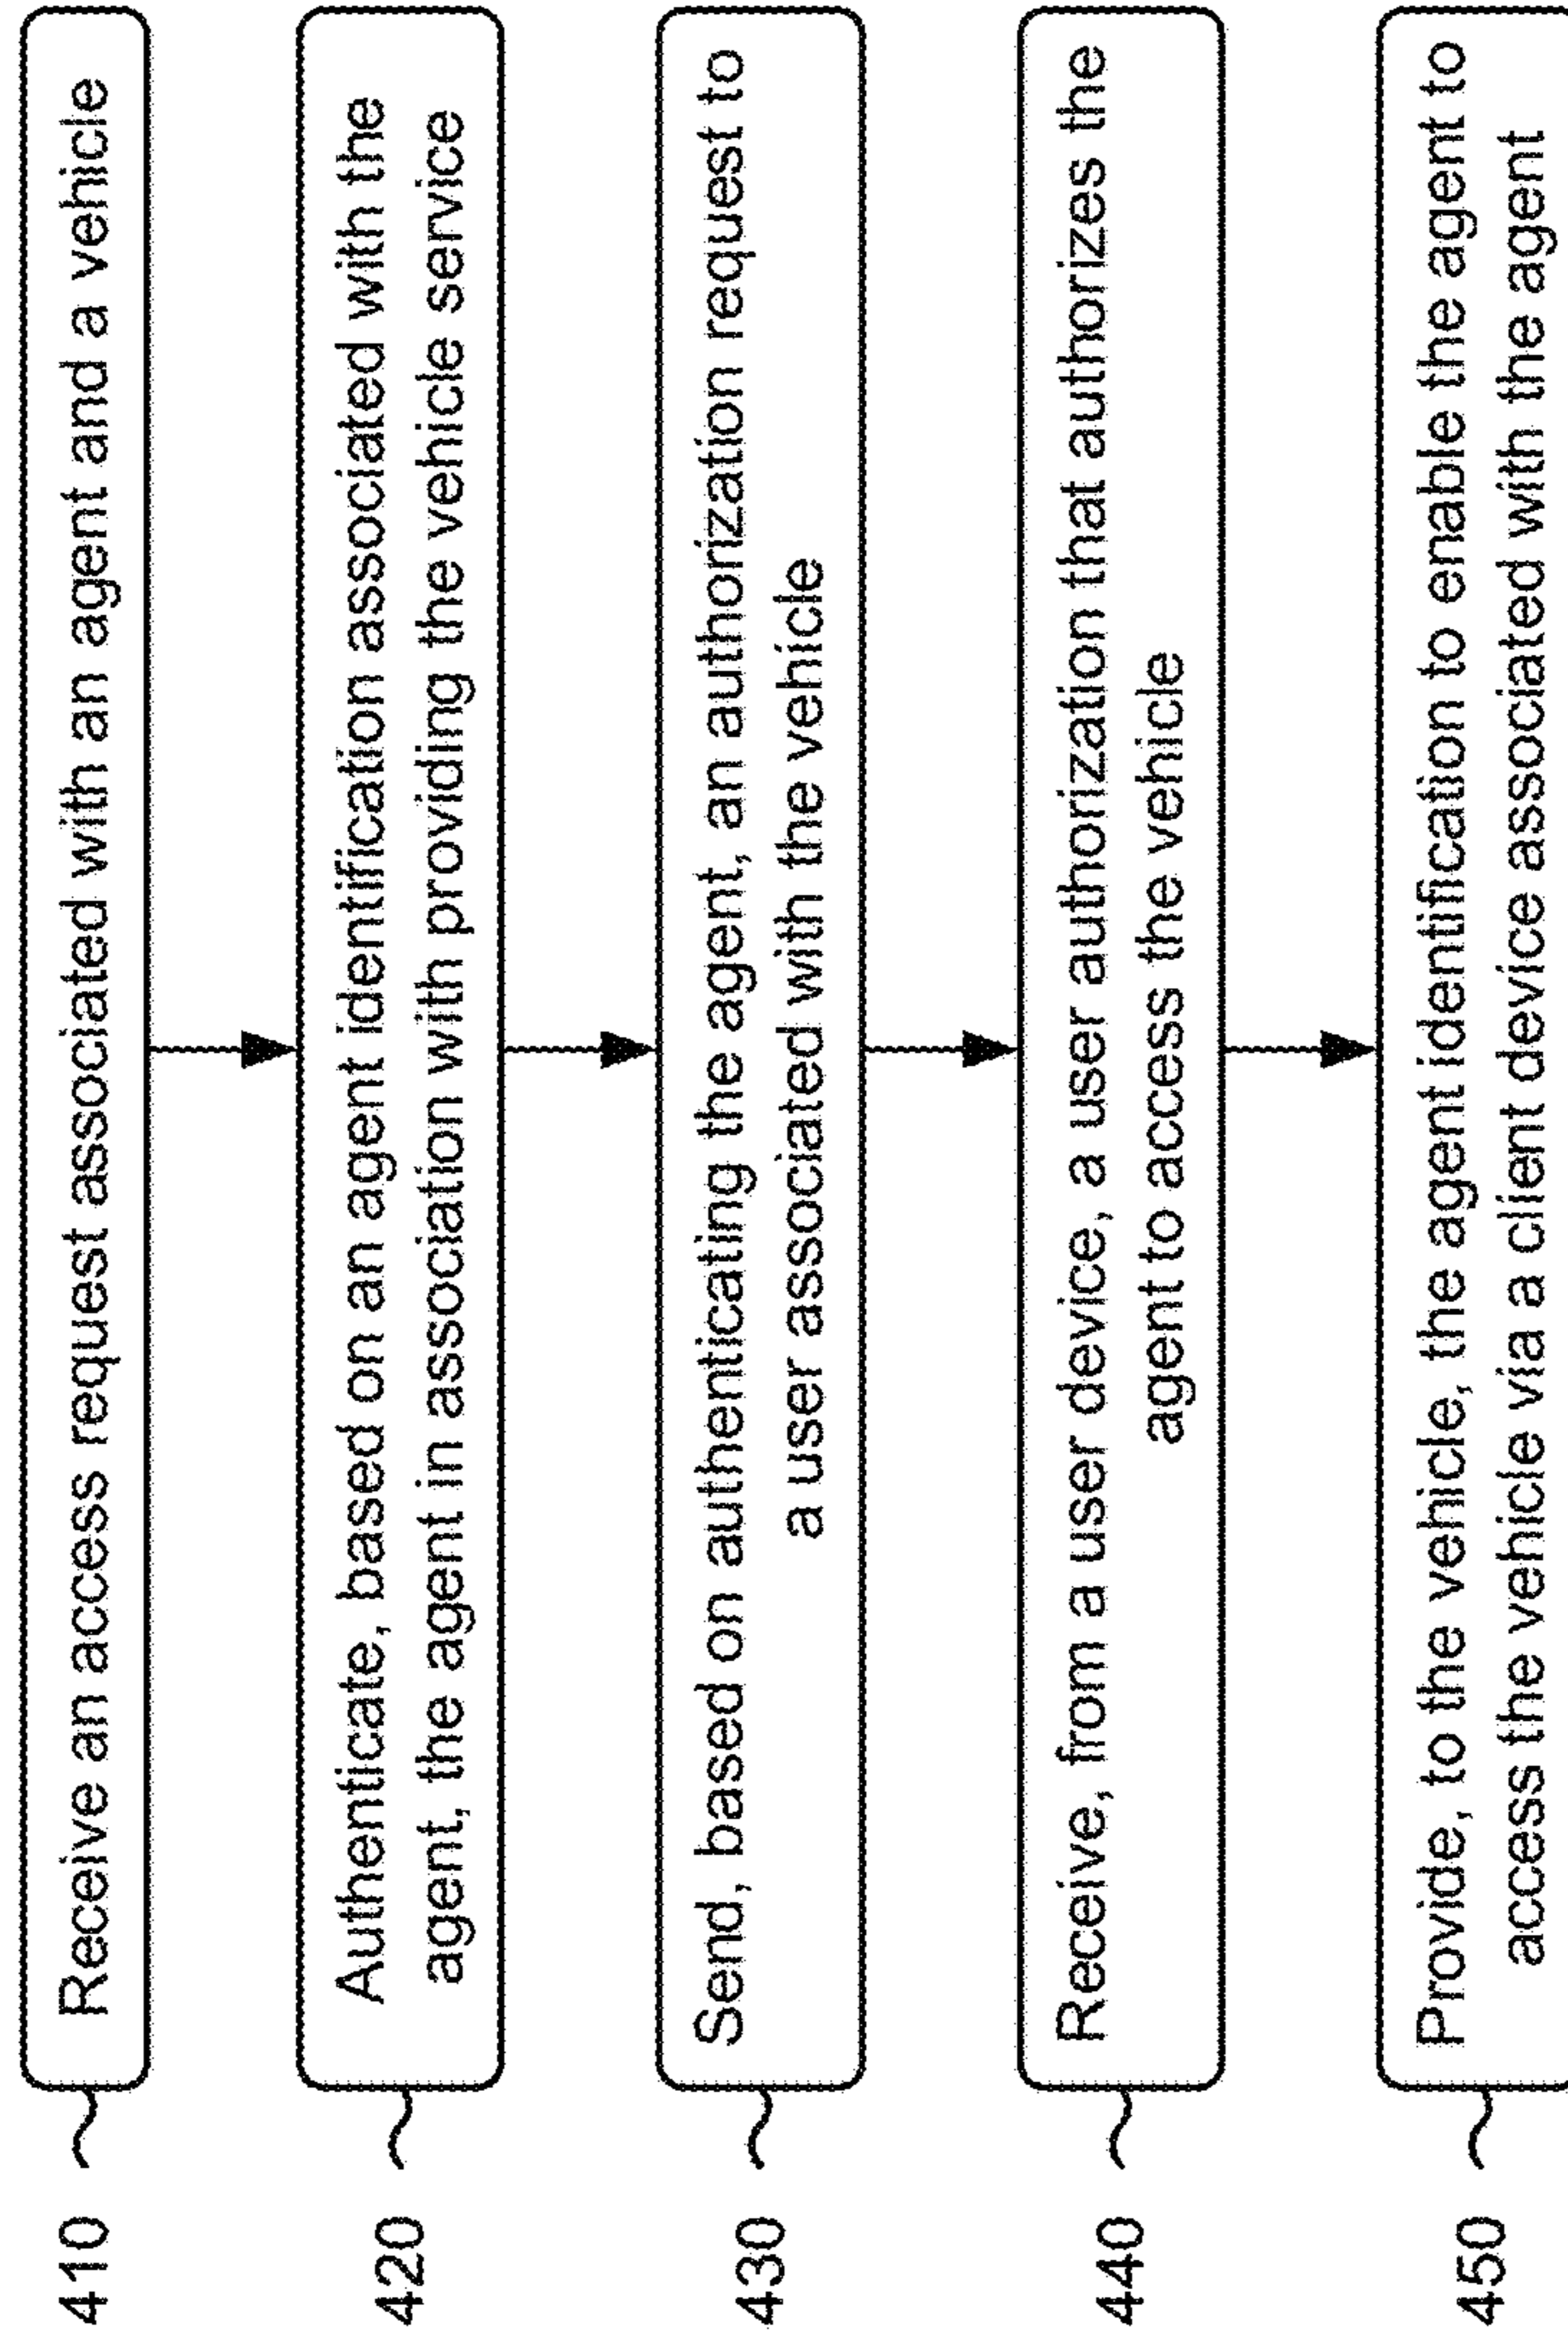 410
Receive an access request associated with an agent and a vehicle
420
Authenticate, based on an agent identification associated with the
agent, the agent in association with providing the vehicle service
430
Send, based on authenticating the agent, an authorization request to
a user associated with the vehicle
440
Receive, from a user device, a user authorization that authorizes the
agent to access the vehicle
450
Provide, to the vehicle, the agent identification to enable the agent to
access the vehicle via a client device associated with the agent